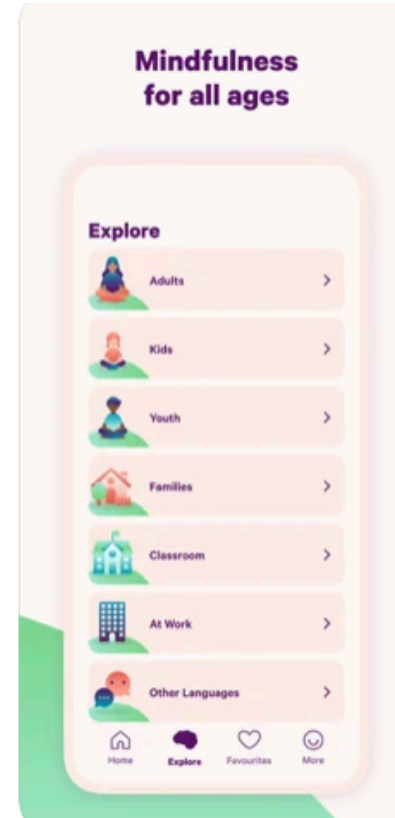 Mindfulness
for all ages
Explore
Adults
Kids
Youth
Families
Classroom
At Work
Other Languages
Home Explore Favourites More